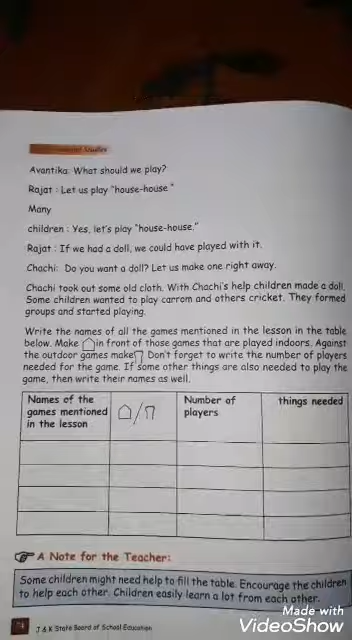 Studies
Avantika: What should we play?
Rajat : Let us play "house-house"
Many
children : Yes, let's play "house-house."
Rajat : If we had a doll, we could have played with it.
Chachi: Do you want a doll? Let us make one right away.
Chachi took out some old cloth. With Chachi's help children made a doll.
Some children wanted to play carrom and others cricket. They formed
groups and started playing.
Write the names of all the games mentioned in the lesson in the table
below. Make in front of those games that are played indoors. Against
the outdoor games make Don't forget to write the number of players
needed for the game. If some other things are also needed to play the
game, then write their names as well.
Names of the games mentioned in the lesson
/
Number of players
things needed
A Note for the Teacher:
Some children might need help to fill the table. Encourage the children
to help each other. Children easily learn a lot from each other.
J & K State Board of School Education
Made with
VideoShow